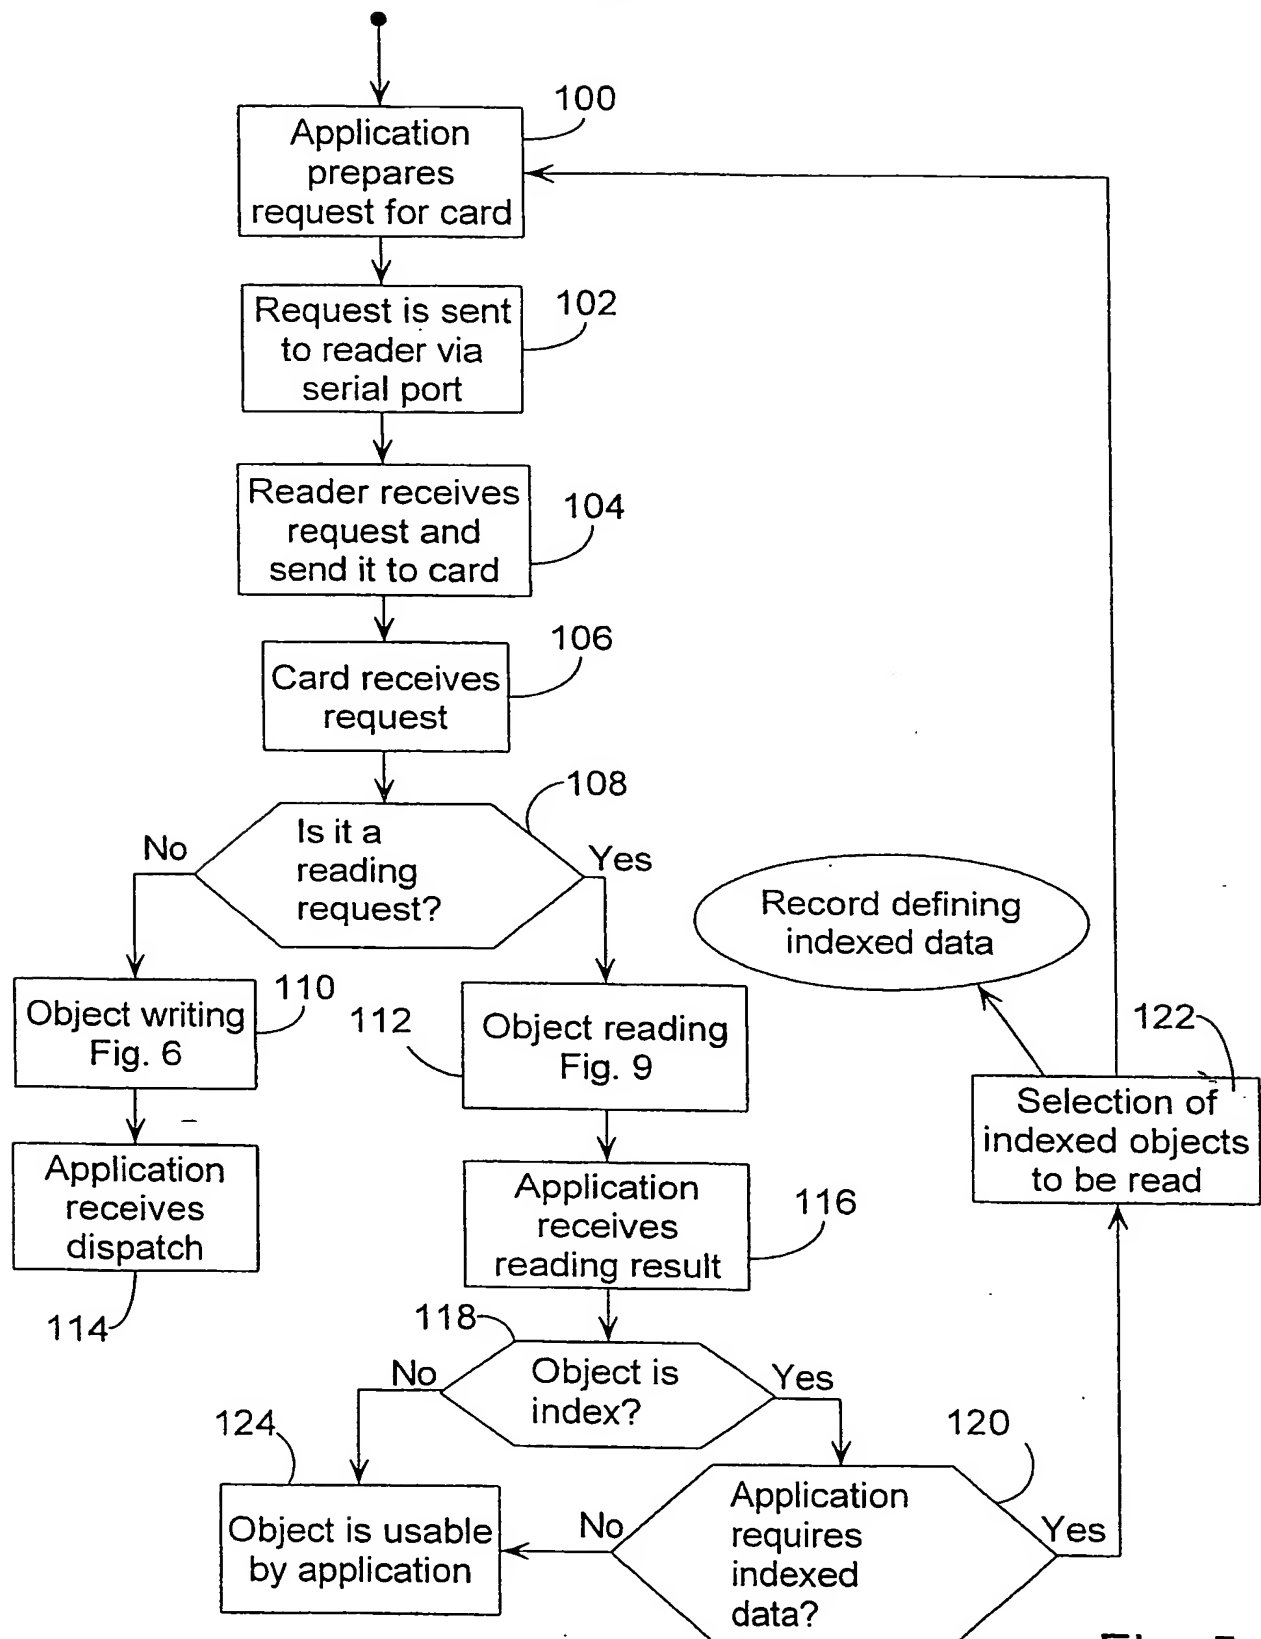 100
Application
prepares
request for card
Request is sent
to reader via
serial port
102
Reader receives
request and
send it to card
104
106
Card receives
request
108
Is it a
reading
request?
No
Yes
Record defining
indexed data
Object writing
Fig. 6
110
112
Object reading
Fig. 9
122
Selection of
indexed objects
to be read
Application
receives
dispatch
114
Application
receives
reading result
116
118
Object is
index?
No
Yes
124
120
Object is usable
by application
No
Application
requires
indexed
data?
Yes